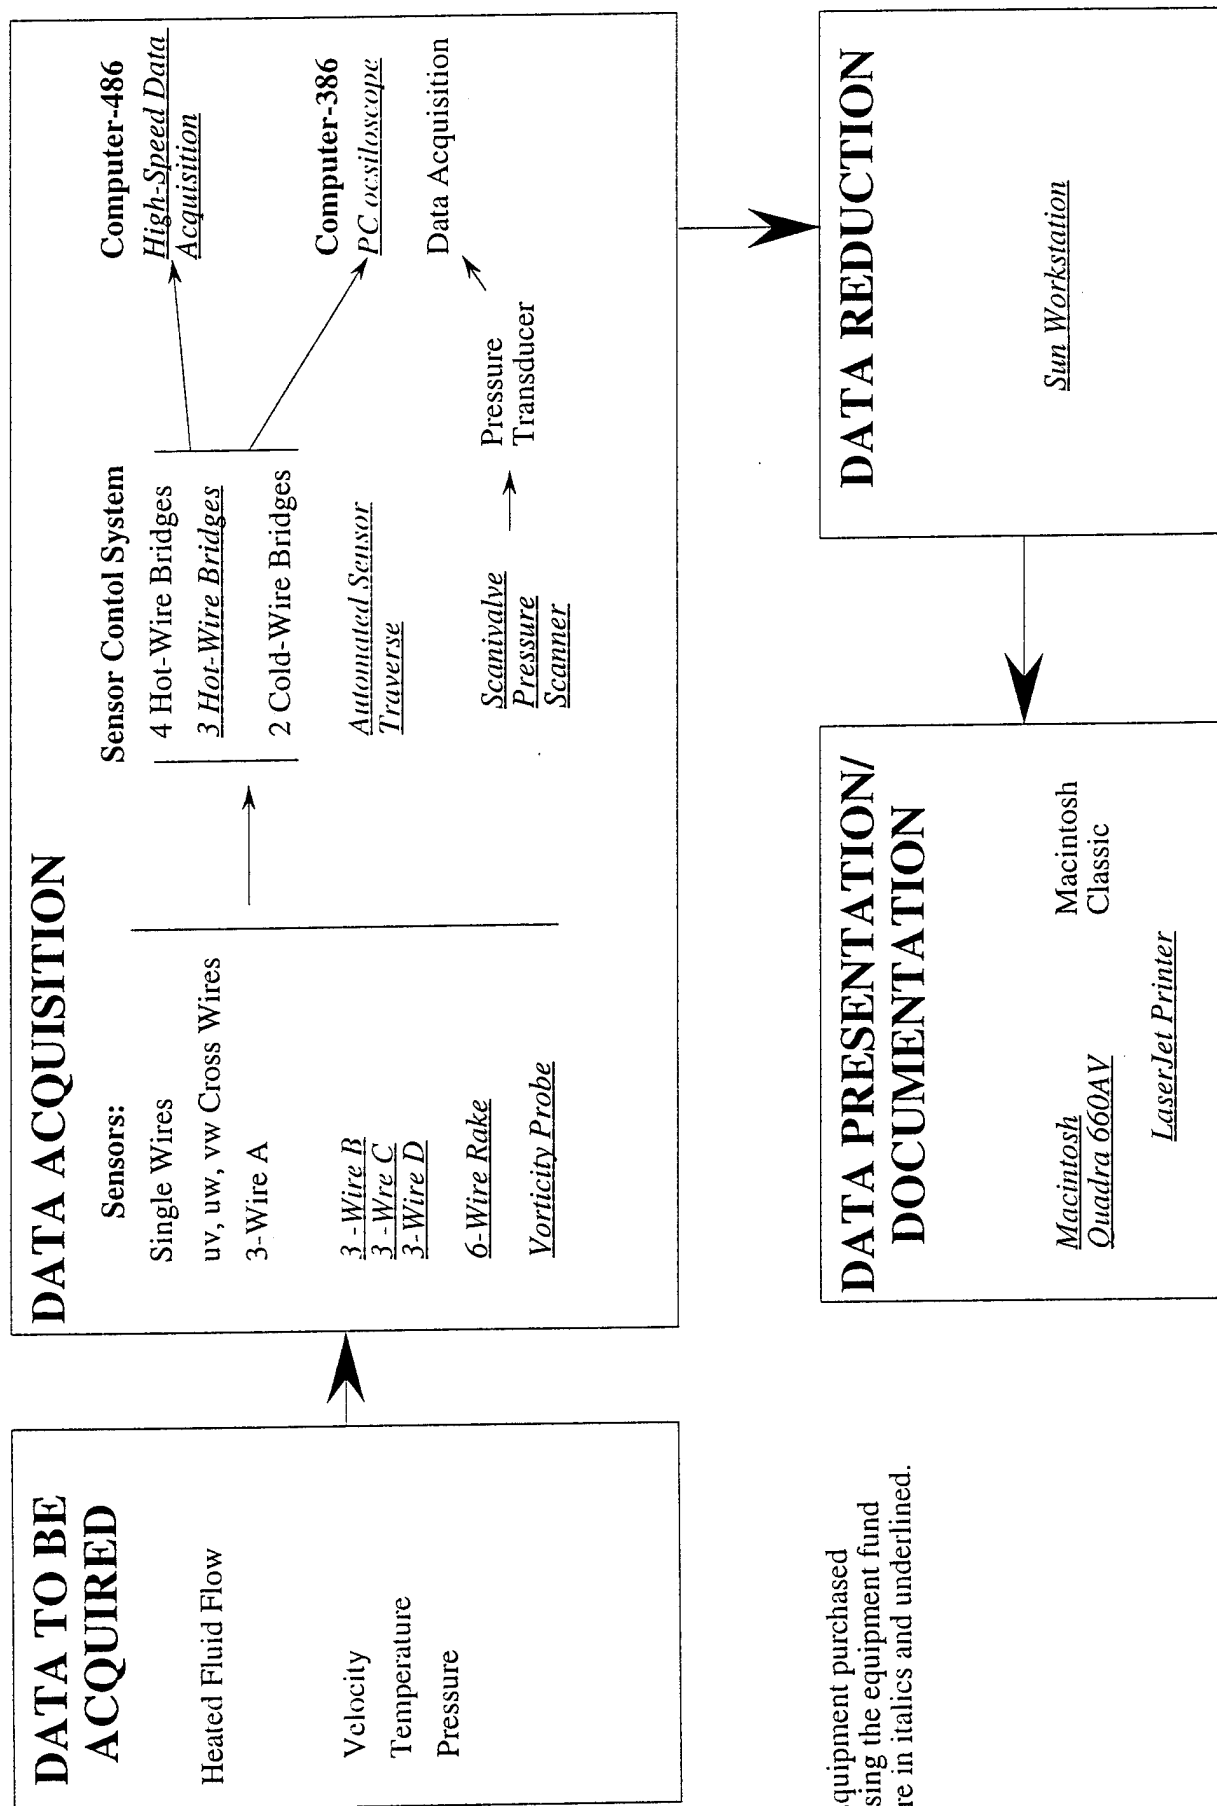 DATA TO BE
ACQUIRED
Heated Fluid Flow
Velocity
Temperature
Pressure
DATA ACQUISITION
Sensors:
Single Wires
uv, uw, vw Cross Wires
3-Wire A
3 -Wire B
3 -Wre C
3-Wire D
6-Wire Rake
Vorticity Probe
Sensor Contol System
4 Hot-Wire Bridges
3 Hot-Wire Bridges
2 Cold-Wire Bridges
Automated Sensor
Traverse
Scanivalve
Pressure
Scanner
Pressure
Transducer
Computer-486
High-Speed Data
Acquisition
Computer-386
PC ocsiloscope
Data Acquisition
quipment purchased
sing the equipment fund
re in italics and underlined.
DATA PRESENTATION/
DOCUMENTATION
Macintosh
Quadra 660AV
Macintosh
Classic
LaserJet Printer
DATA REDUCTION
Sun Workstation